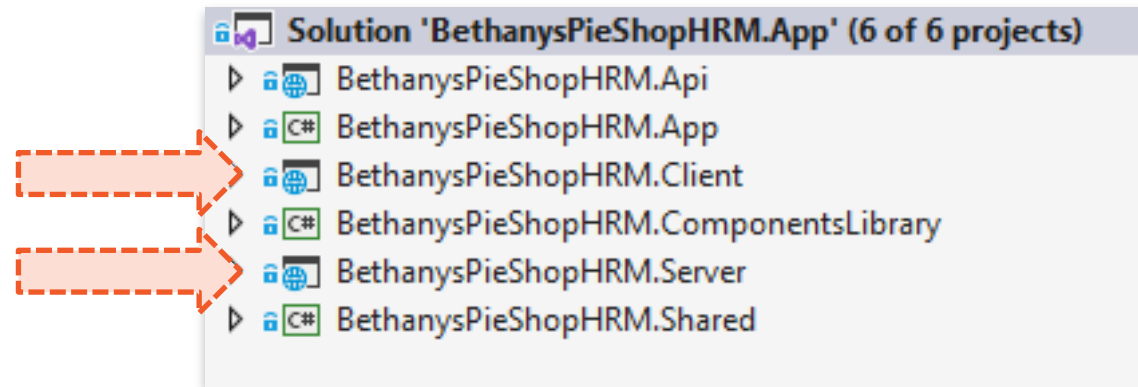 Solution 'BethanysPieShopHRM.App' (6 of 6 projects)
BethanysPieShopHRM.Api
C# BethanysPieShopHRM.App
BethanysPieShopHRM.Client
C# BethanysPieShopHRM.ComponentsLibrary
BethanysPieShopHRM.Server
C# BethanysPieShopHRM.Shared